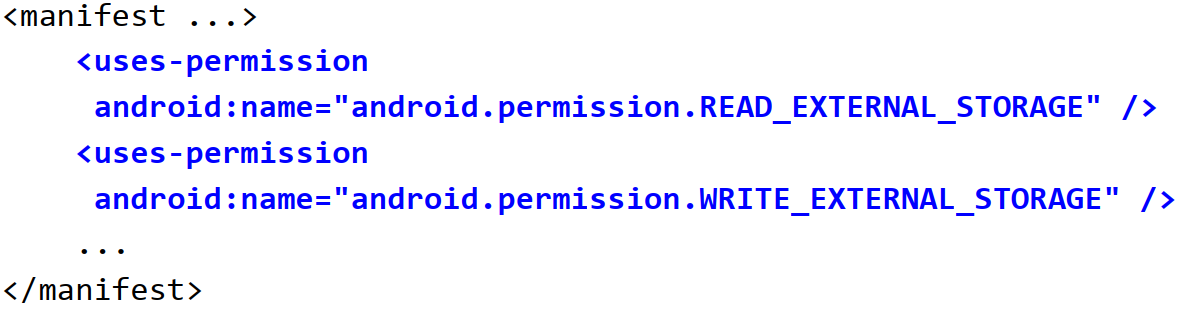 <manifest ...>
    <uses-permission
     android:name="android.permission.READ_EXTERNAL_STORAGE" />
    <uses-permission
     android:name="android.permission.WRITE_EXTERNAL_STORAGE" />
    ...
</manifest>